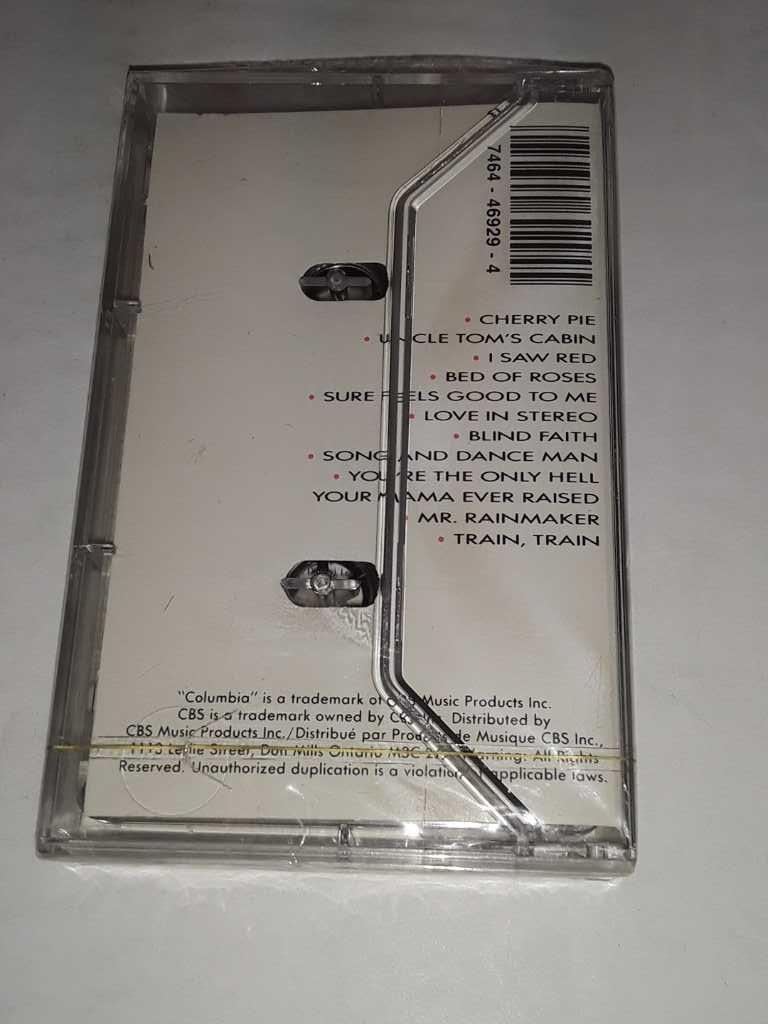 7464 - 46929 - 4
• CHERRY PIE
• UNCLE TOM'S CABIN
• I SAW RED
• BED OF ROSES
• SURE FEELS GOOD TO ME
• LOVE IN STEREO
• BLIND FAITH
• SONG AND DANCE MAN
• YOU'RE THE ONLY HELL
YOUR MAMA EVER RAISED
• MR. RAINMAKER
• TRAIN, TRAIN
"Columbia" is a trademark of CBS Music Products Inc.
CBS is a trademark owned by CBS Inc. Distributed by
CBS Music Products Inc./Distribué par Produits de Musique CBS Inc.,
1113 Leslie Street, Don Mills Ontario M3C Warning: All Rights
Reserved. Unauthorized duplication is a violation of applicable laws.